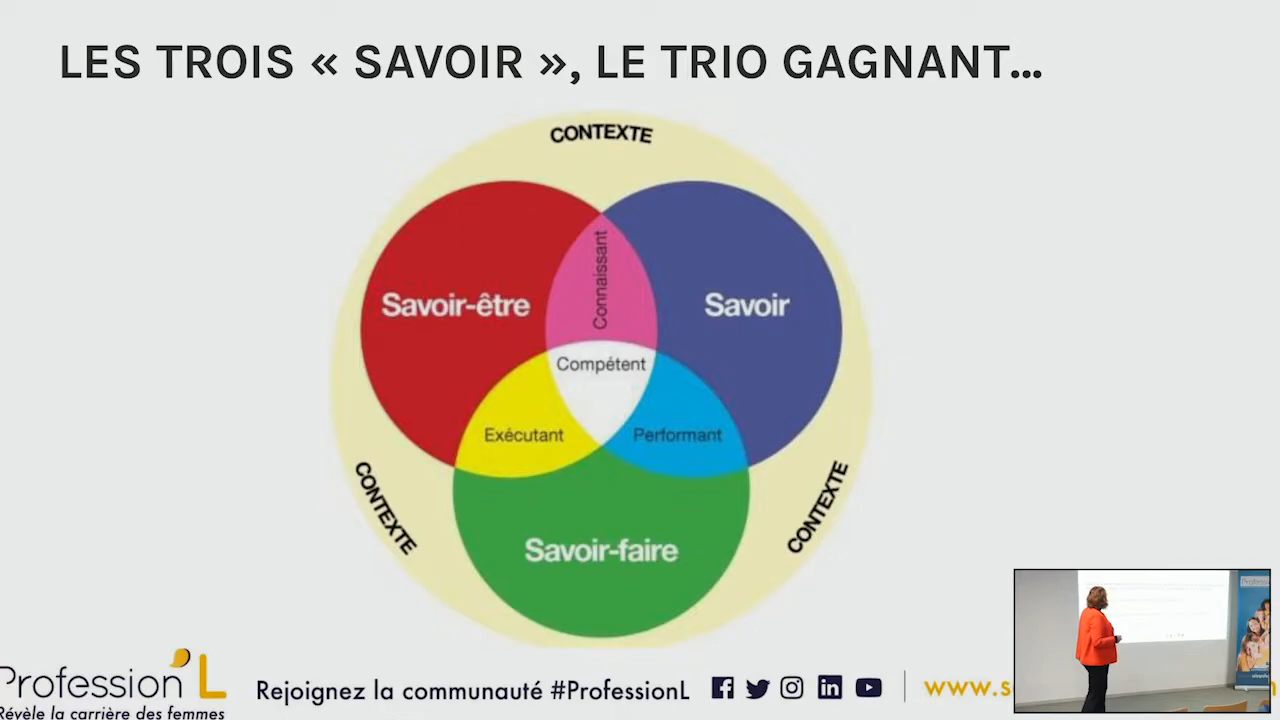 LES TROIS « SAVOIR », LE TRIO GAGNANT...
CONTEXTE
Connaissant
Savoir-être
Savoir
Compétent
Exécutant
Performant
CONTEXTE
CONTEXTE
Savoir-faire
Profession'L
Révèle la carrière des femmes
Rejoignez la communauté #ProfessionL
www.s